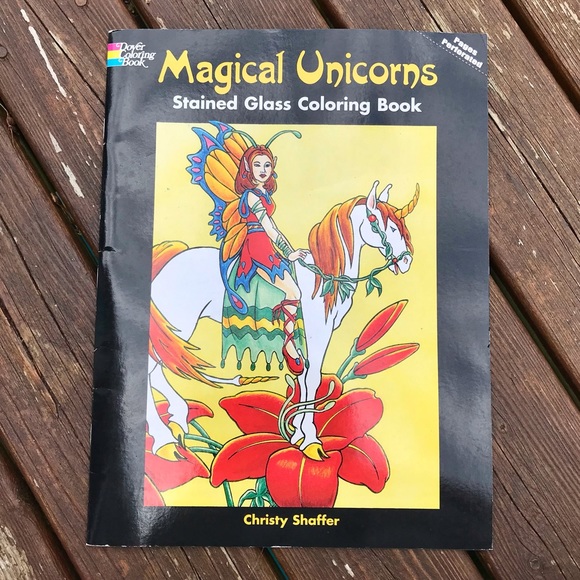 Dover
Coloring
Book
Pages
Perforated
Magical Unicorns
Stained Glass Coloring Book
Christy Shaffer